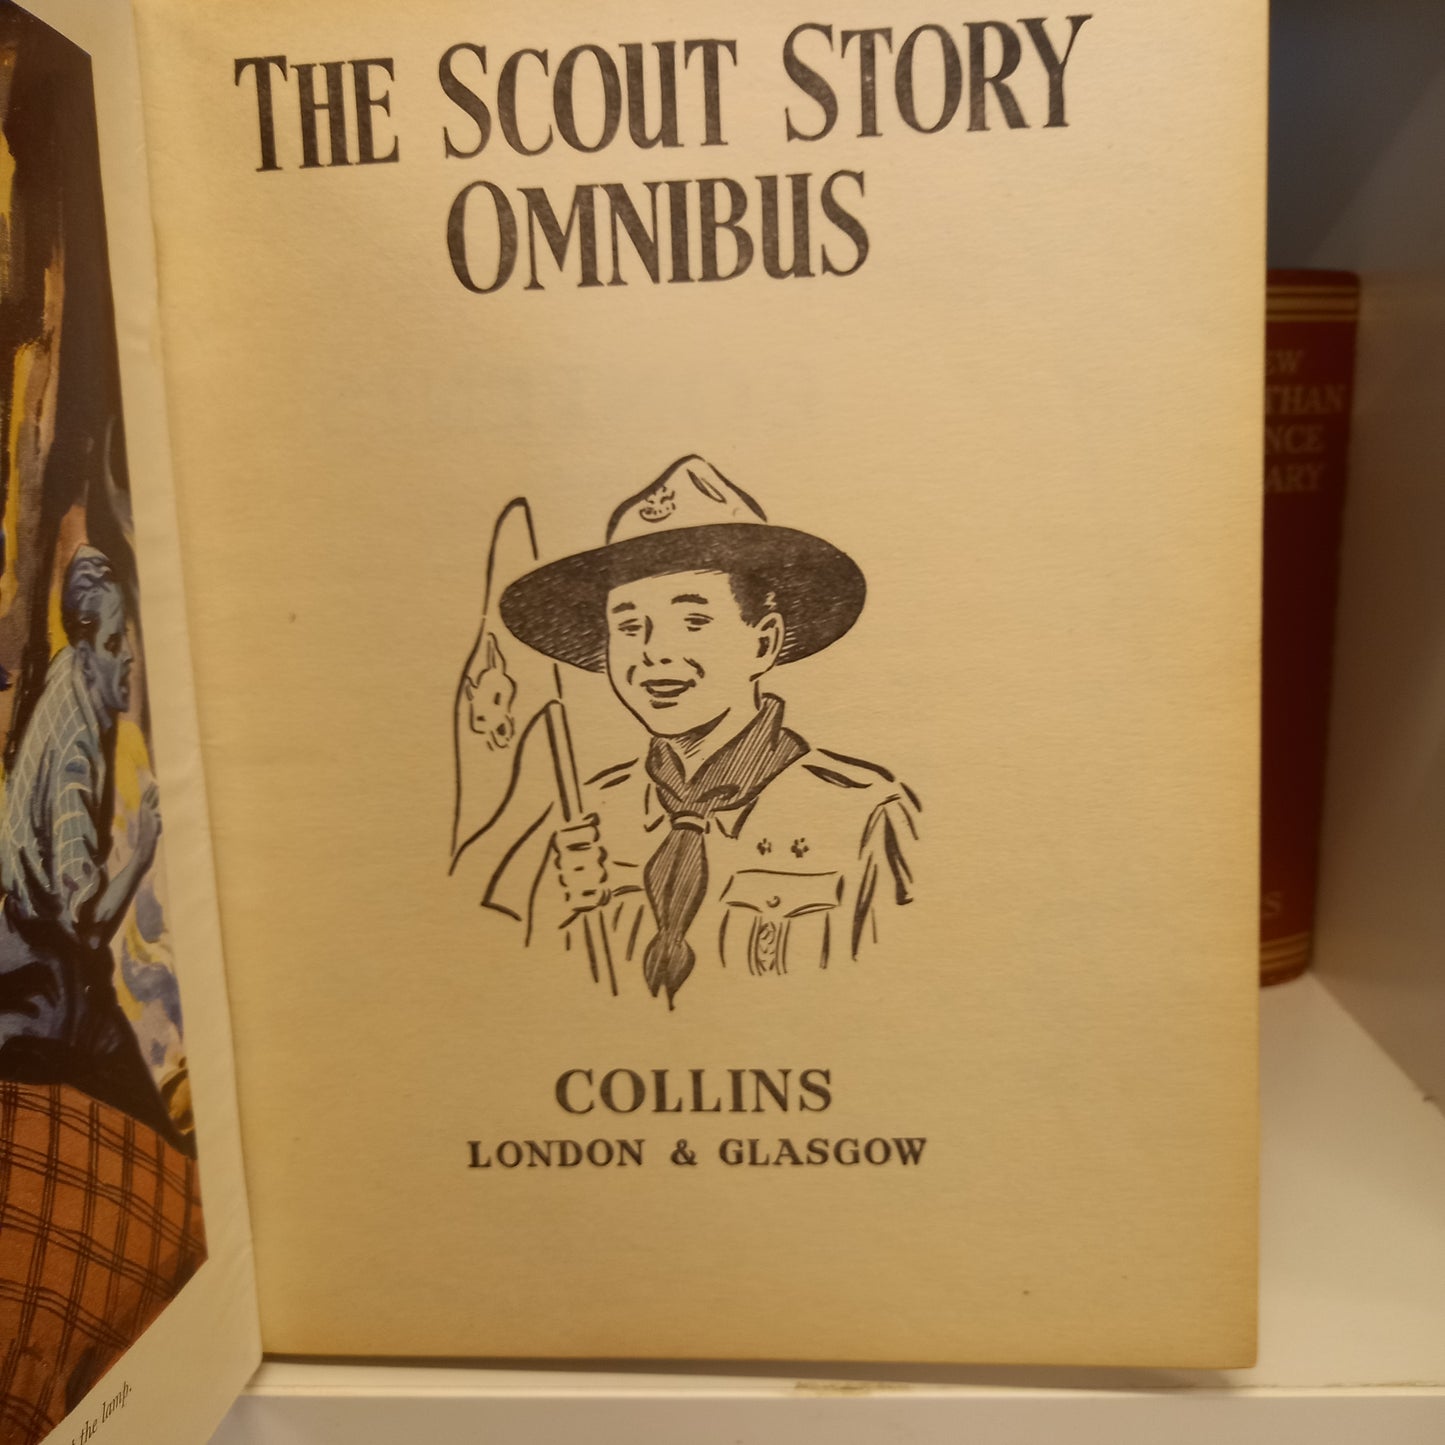 THE SCOUT STORY
OMNIBUS
COLLINS
LONDON & GLASGOW
the lamp.